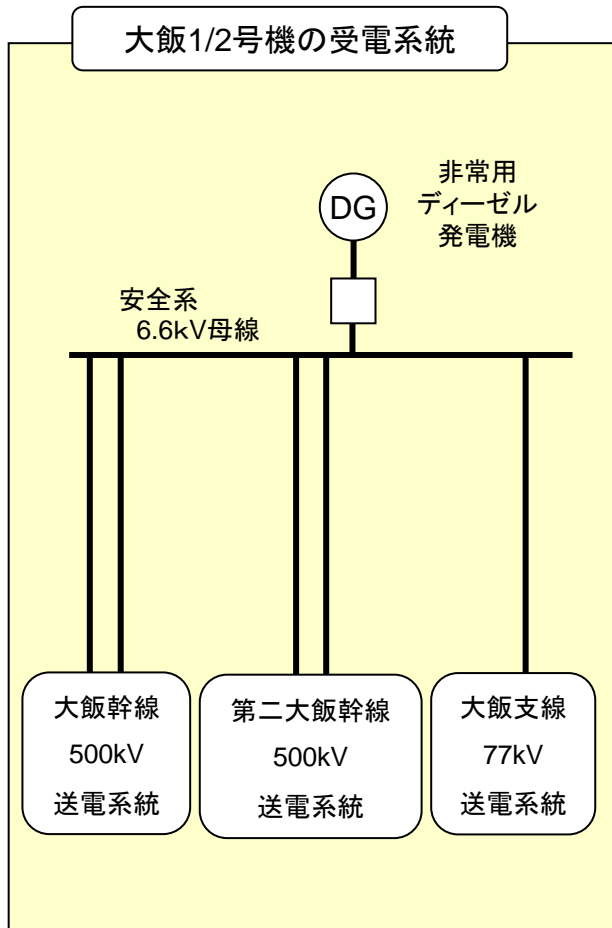 大飯1/2号機の受電系統
DG
非常用
ディーゼル
発電機
安全系
6.6kV母線
大飯幹線
500kV
送電系統
第二大飯幹線
500kV
送電系統
大飯支線
77kV
送電系統